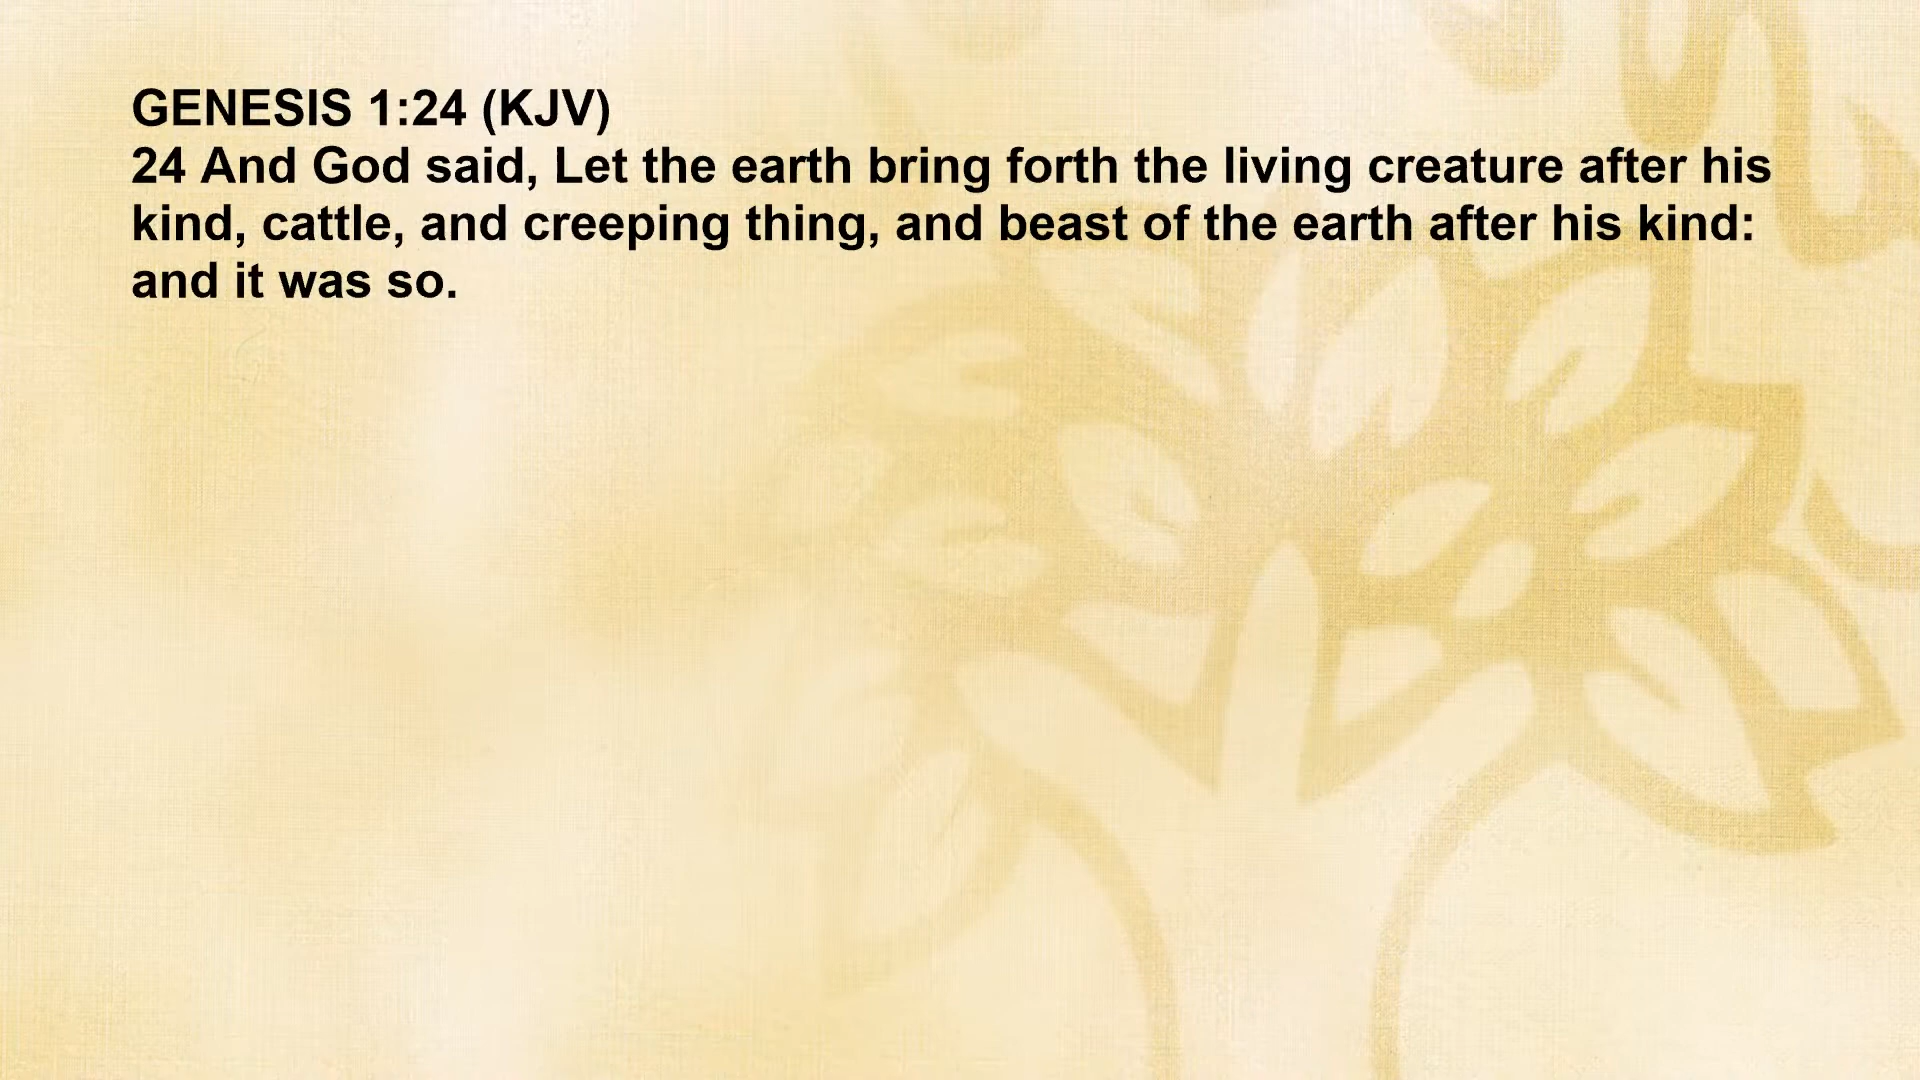 GENESIS 1:24 (KJV)
24 And God said, Let the earth bring forth the living creature after his
kind, cattle, and creeping thing, and beast of the earth after his kind:
and it was so.